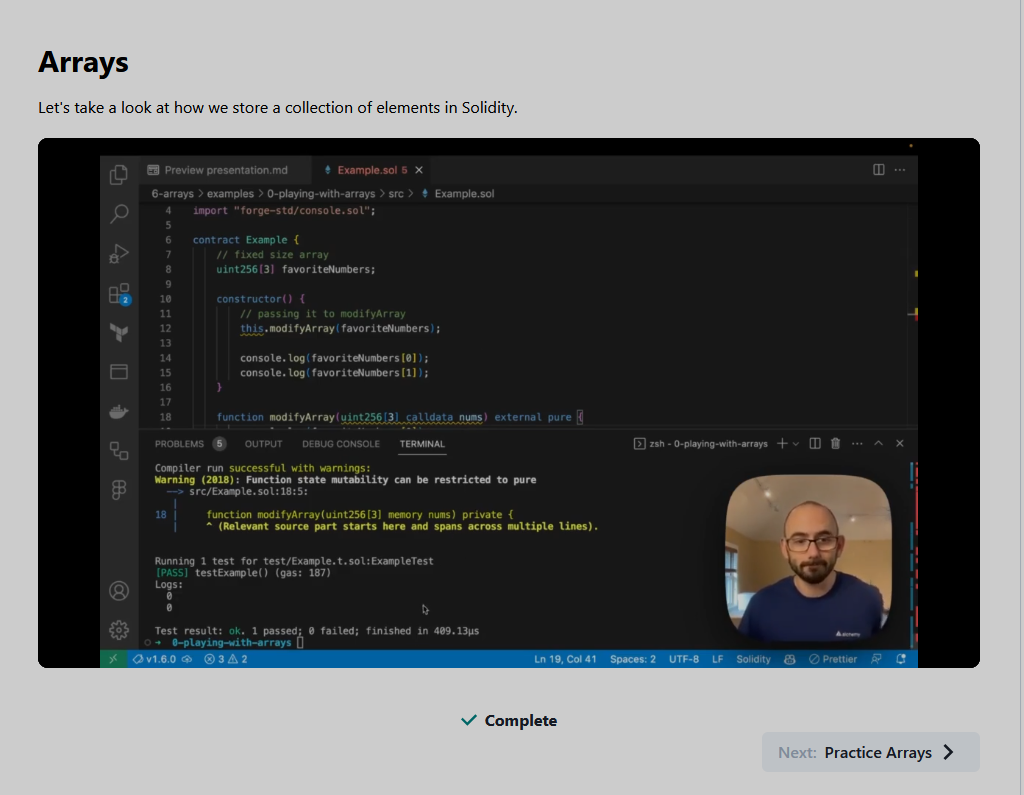 Arrays
Let's take a look at how we store a collection of elements in Solidity.
Preview presentation.md
Example.sol 5
6-arrays > examples > 0-playing-with-arrays > src > Example.sol
4 import "forge-std/console.sol";
5
6 contract Example {
7 // fixed size array
8 uint256[3] favoriteNumbers;
9
10 constructor() {
11 // passing it to modifyArray
12 this.modifyArray(favoriteNumbers);
13
14 console.log(favoriteNumbers[0]);
15 console.log(favoriteNumbers[1]);
16 }
17
18 function modifyArray(uint256[3] calldata nums) external pure {
2
PROBLEMS 5 OUTPUT DEBUG CONSOLE TERMINAL
zsh - 0-playing-with-arrays
Compiler run successful with warnings:
Warning (2018): Function state mutability can be restricted to pure
--> src/Example.sol:18:5:
|
18 | function modifyArray(uint256[3] memory nums) private {
| ^ (Relevant source part starts here and spans across multiple lines).
Running 1 test for test/Example.t.sol:ExampleTest
[PASS] testExample() (gas: 187)
Logs:
0
0
Test result: ok. 1 passed; 0 failed; finished in 409.13µs
0-playing-with-arrays
alchemy
v1.6.0 3 2 Ln 19, Col 41 Spaces: 2 UTF-8 LF Solidity Prettier
Complete
Next: Practice Arrays